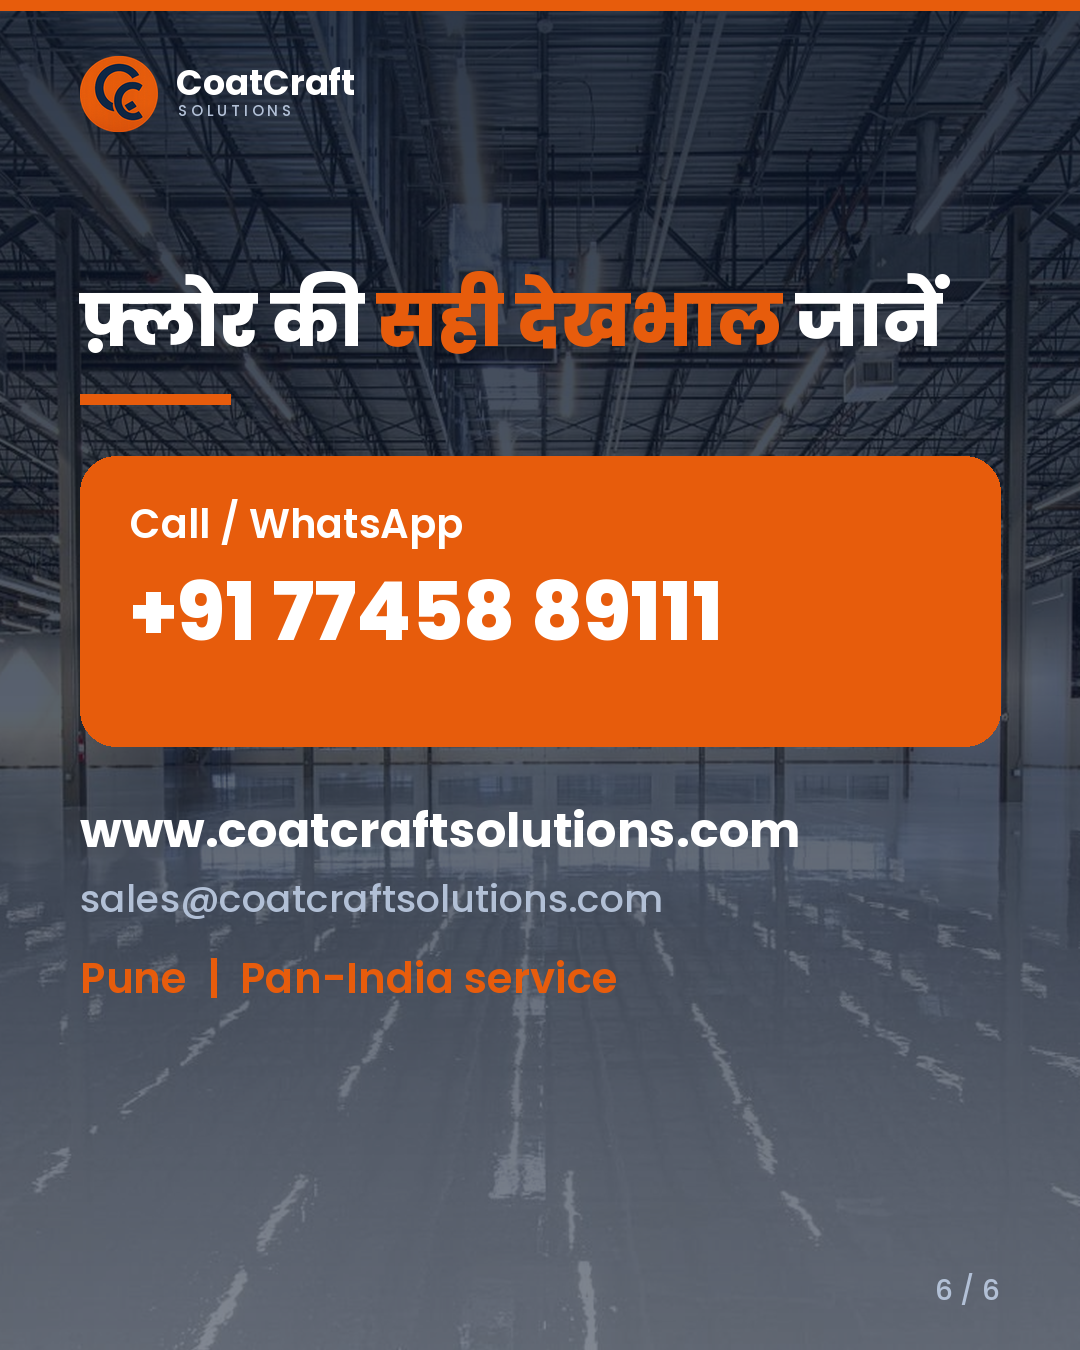 CoatCraft
SOLUTIONS
फ़्लोर की सही देखभाल जानें
Call / WhatsApp
+91 77458 89111
www.coatcraftsolutions.com
sales@coatcraftsolutions.com
Pune | Pan-India service
6 / 6